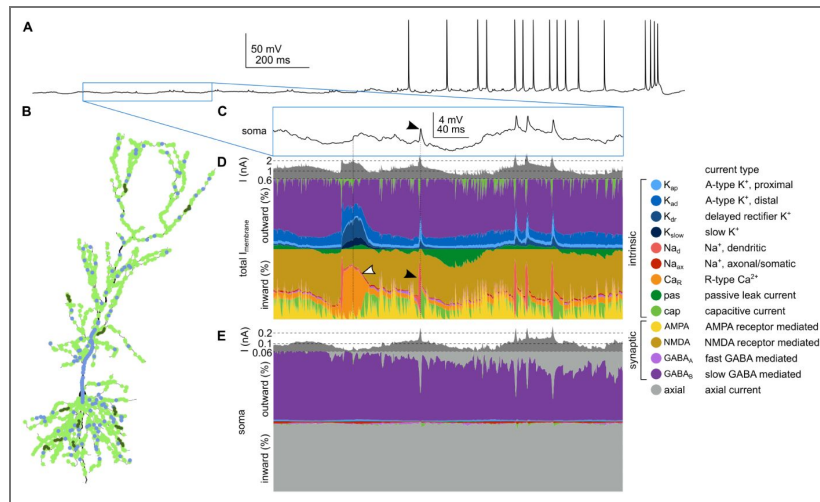 A
50 mV
200 ms
B
C
soma
4 mV
40 ms
D
I (nA)
2
1
0.6
outward (%)
inward (%)
total Imembrane
E
I (nA)
0.2
0.1
0.06
outward (%)
inward (%)
soma
current type
Kap A-type K+, proximal
Kad A-type K+, distal
Kdr delayed rectifier K+
Kslow slow K+
Nad Na+, dendritic
Naax Na+, axonal/somatic
CaR R-type Ca2+
pas passive leak current
cap capacitive current
AMPA AMPA receptor mediated
NMDA NMDA receptor mediated
GABAA fast GABA mediated
GABAB slow GABA mediated
axial axial current
intrinsic
synaptic